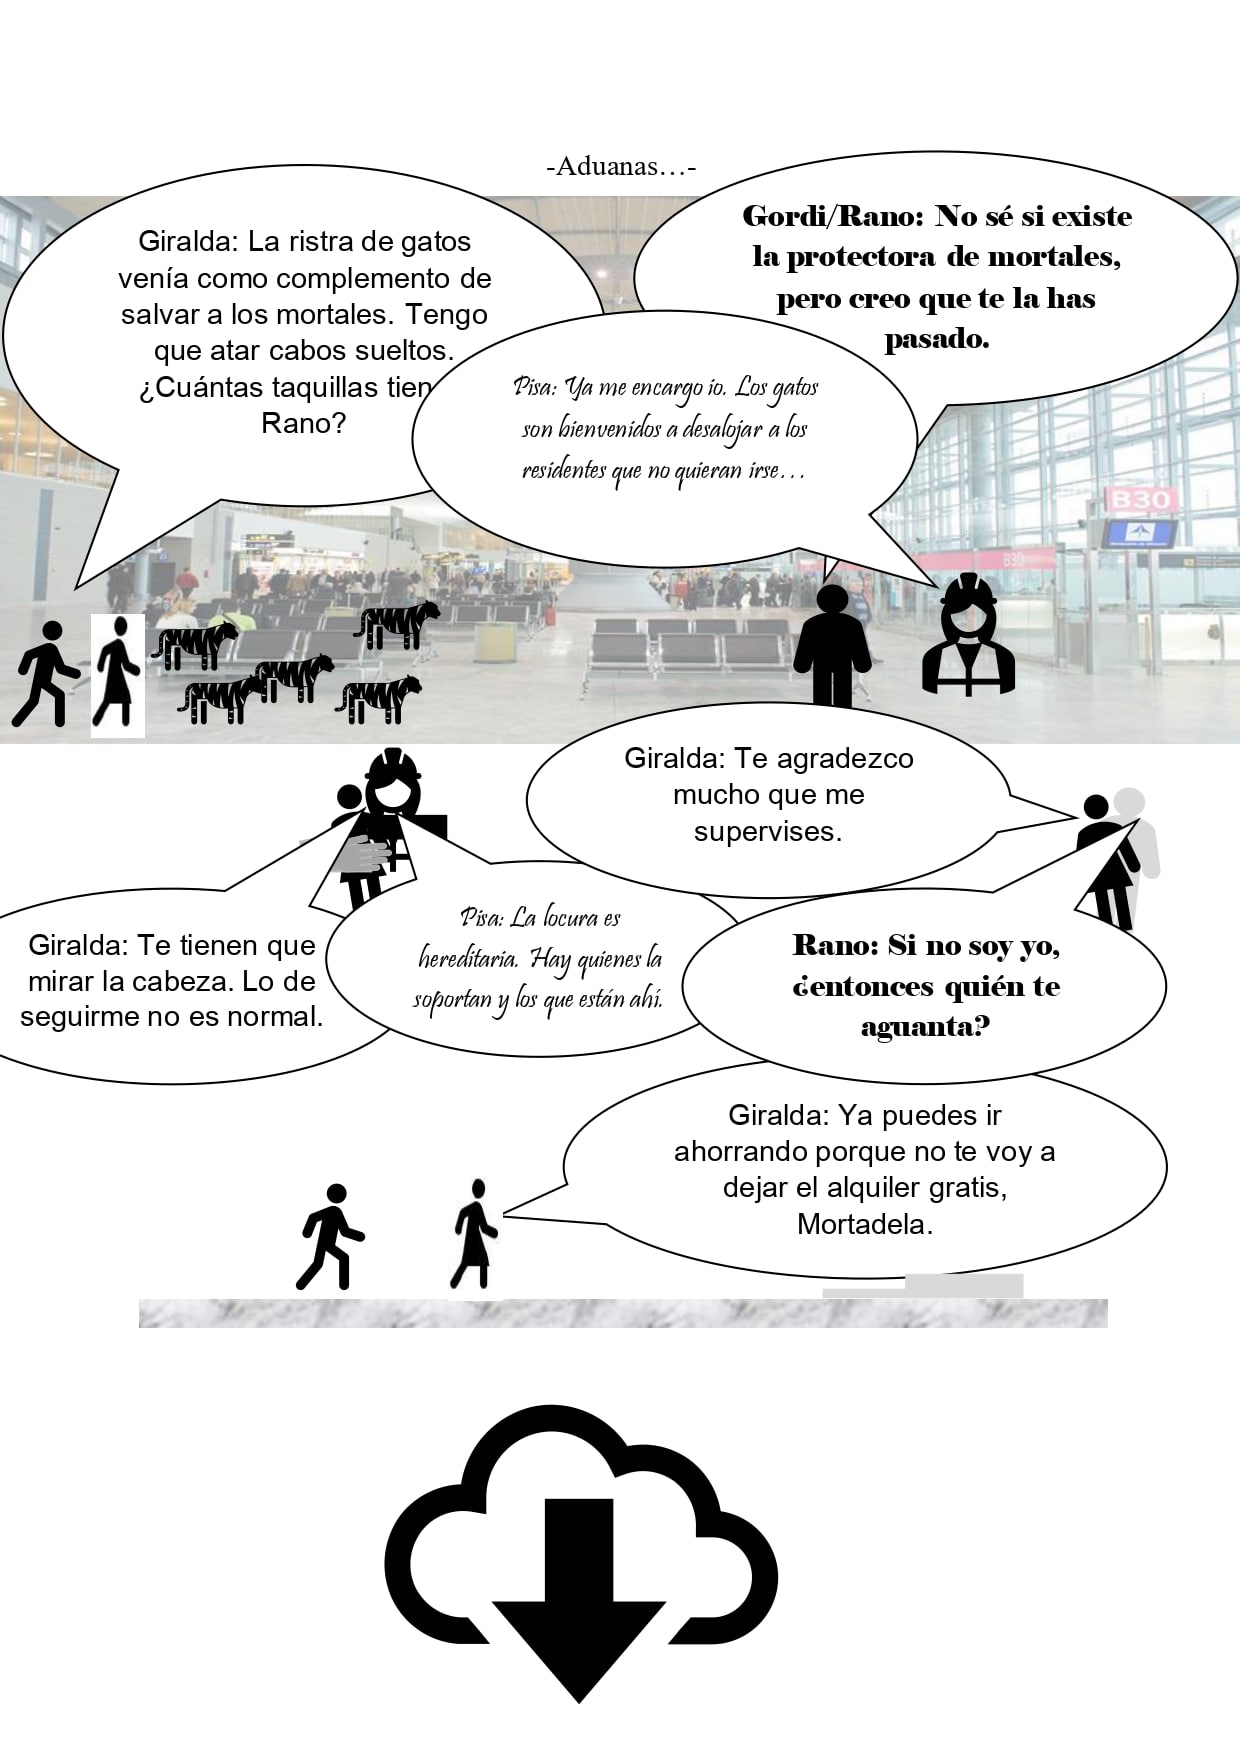 -Aduanas…-
Giralda: La ristra de gatos
venía como complemento de
salvar a los mortales. Tengo
que atar cabos sueltos.
¿Cuántas taquillas tien
Rano?
Gordi/Rano: No sé si existe
la protectora de mortales,
pero creo que te la has
pasado.
Pisa: Ya me encargo io. Los gatos
son bienvenidos a desalojar a los
residentes que no quieran irse…
B30
B30
Giralda: Te agradezco
mucho que me
supervises.
Giralda: Te tienen que
mirar la cabeza. Lo de
seguirme no es normal.
Pisa: La locura es
hereditaria. Hay quienes la
soportan y los que están ahí.
Rano: Si no soy yo,
¿entonces quién te
aguanta?
Giralda: Ya puedes ir
ahorrando porque no te voy a
dejar el alquiler gratis,
Mortadela.